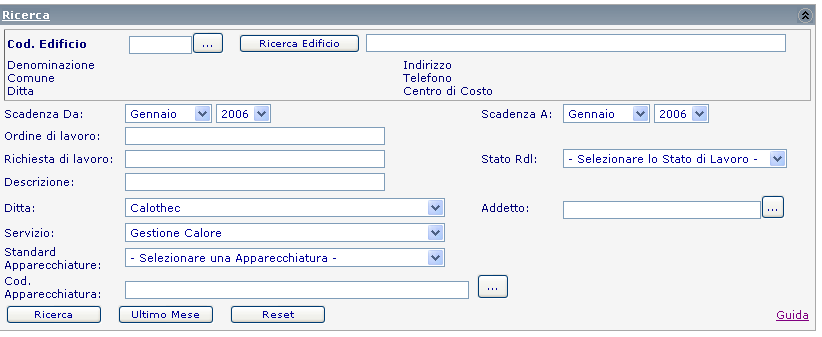 Ricerca
Cod. Edificio ... Ricerca Edificio
Denominazione Indirizzo
Comune Telefono
Ditta Centro di Costo
Scadenza Da: Gennaio 2006 Scadenza A: Gennaio 2006
Ordine di lavoro:
Richiesta di lavoro: Stato Rdl: - Selezionare lo Stato di Lavoro -
Descrizione:
Ditta: Calothec Addetto: ...
Servizio: Gestione Calore
Standard
Apparecchiature: - Selezionare una Apparecchiatura -
Cod.
Apparecchiatura: ...
Ricerca Ultimo Mese Reset Guida